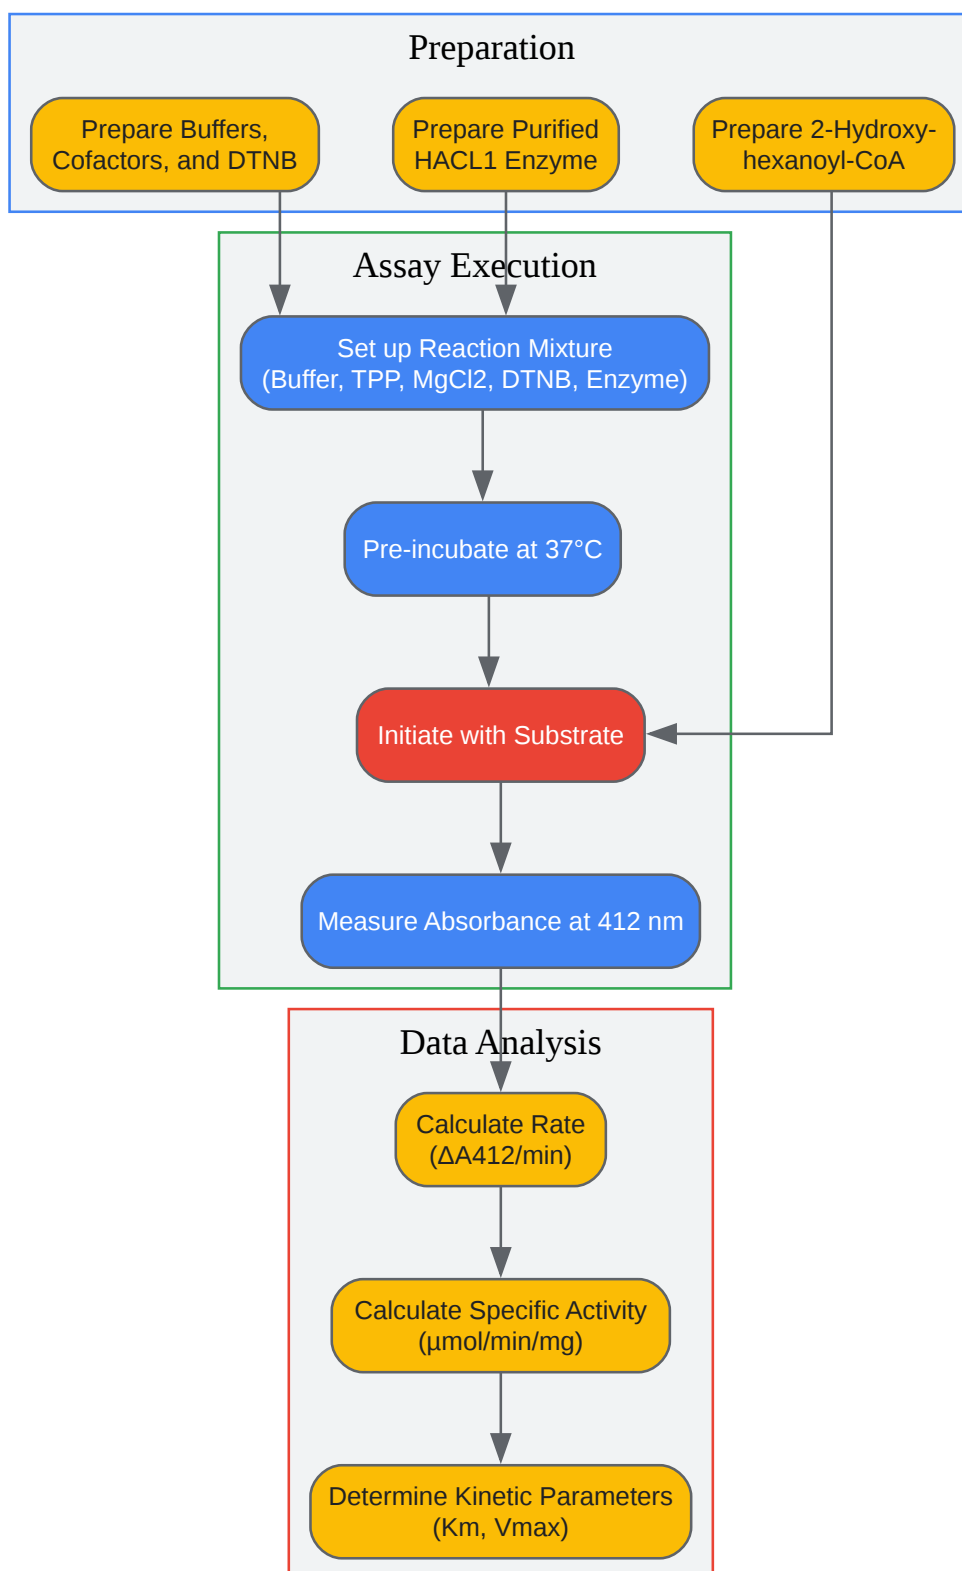 Preparation
Prepare Buffers,
Cofactors, and DTNB
Prepare Purified
HACL1 Enzyme
Prepare 2-Hydroxy-
hexanoyl-CoA
Assay Execution
Set up Reaction Mixture
(Buffer, TPP, MgCl2, DTNB, Enzyme)
Pre-incubate at 37°C
Initiate with Substrate
Measure Absorbance at 412 nm
Data Analysis
Calculate Rate
(ΔA412/min)
Calculate Specific Activity
(µmol/min/mg)
Determine Kinetic Parameters
(Km, Vmax)